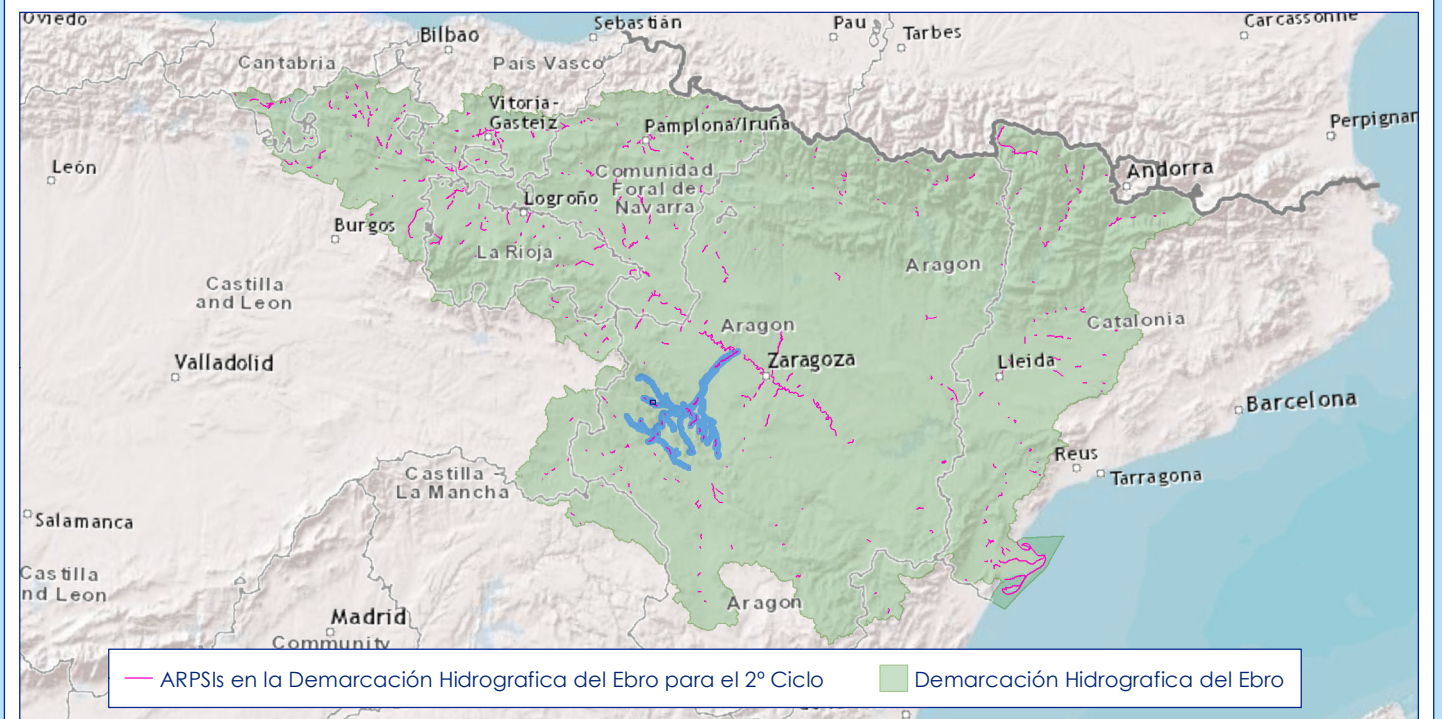 Oviedo
Sebastián
Pau
Tarbes
Carcassonne
Bilbao
Cantabria
País Vasco
Vitoria-
Gasteiz
Pamplona/Iruña
Perpignan
León
Andorra
Comunidad
Foral de
Navarra
Logroño
Burgos
La Rioja
Aragon
Castilla
and Leon
Catalonia
Aragon
Valladolid
Zaragoza
Lleida
Barcelona
Reus
Tarragona
Castilla -
La Mancha
Salamanca
Castilla
nd Leon
Aragon
Madrid
Community
ARPSIs en la Demarcación Hidrografica del Ebro para el 2º Ciclo
Demarcación Hidrografica del Ebro